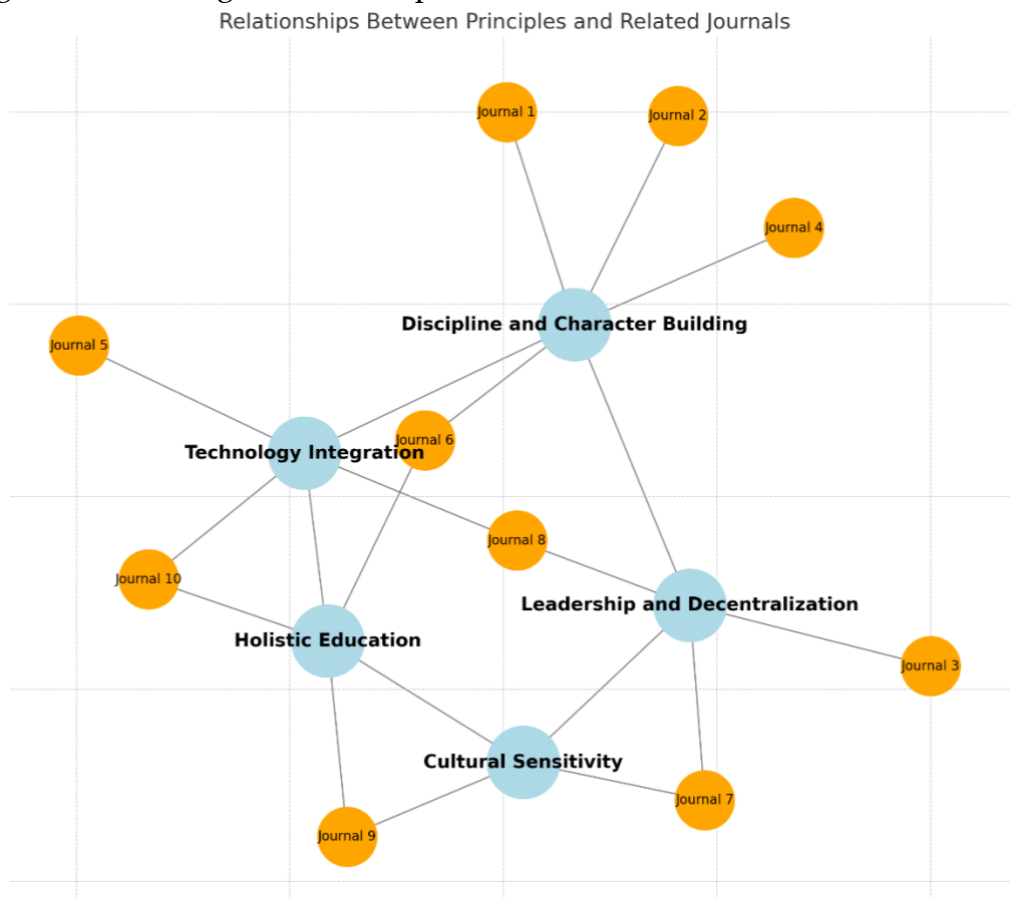 Relationships Between Principles and Related Journals
Journal 1
Journal 2
Journal 4
Discipline and Character Building
Journal 5
Journal 6
Technology Integration
Journal 8
Journal 10
Leadership and Decentralization
Holistic Education
Journal 3
Cultural Sensitivity
Journal 7
Journal 9